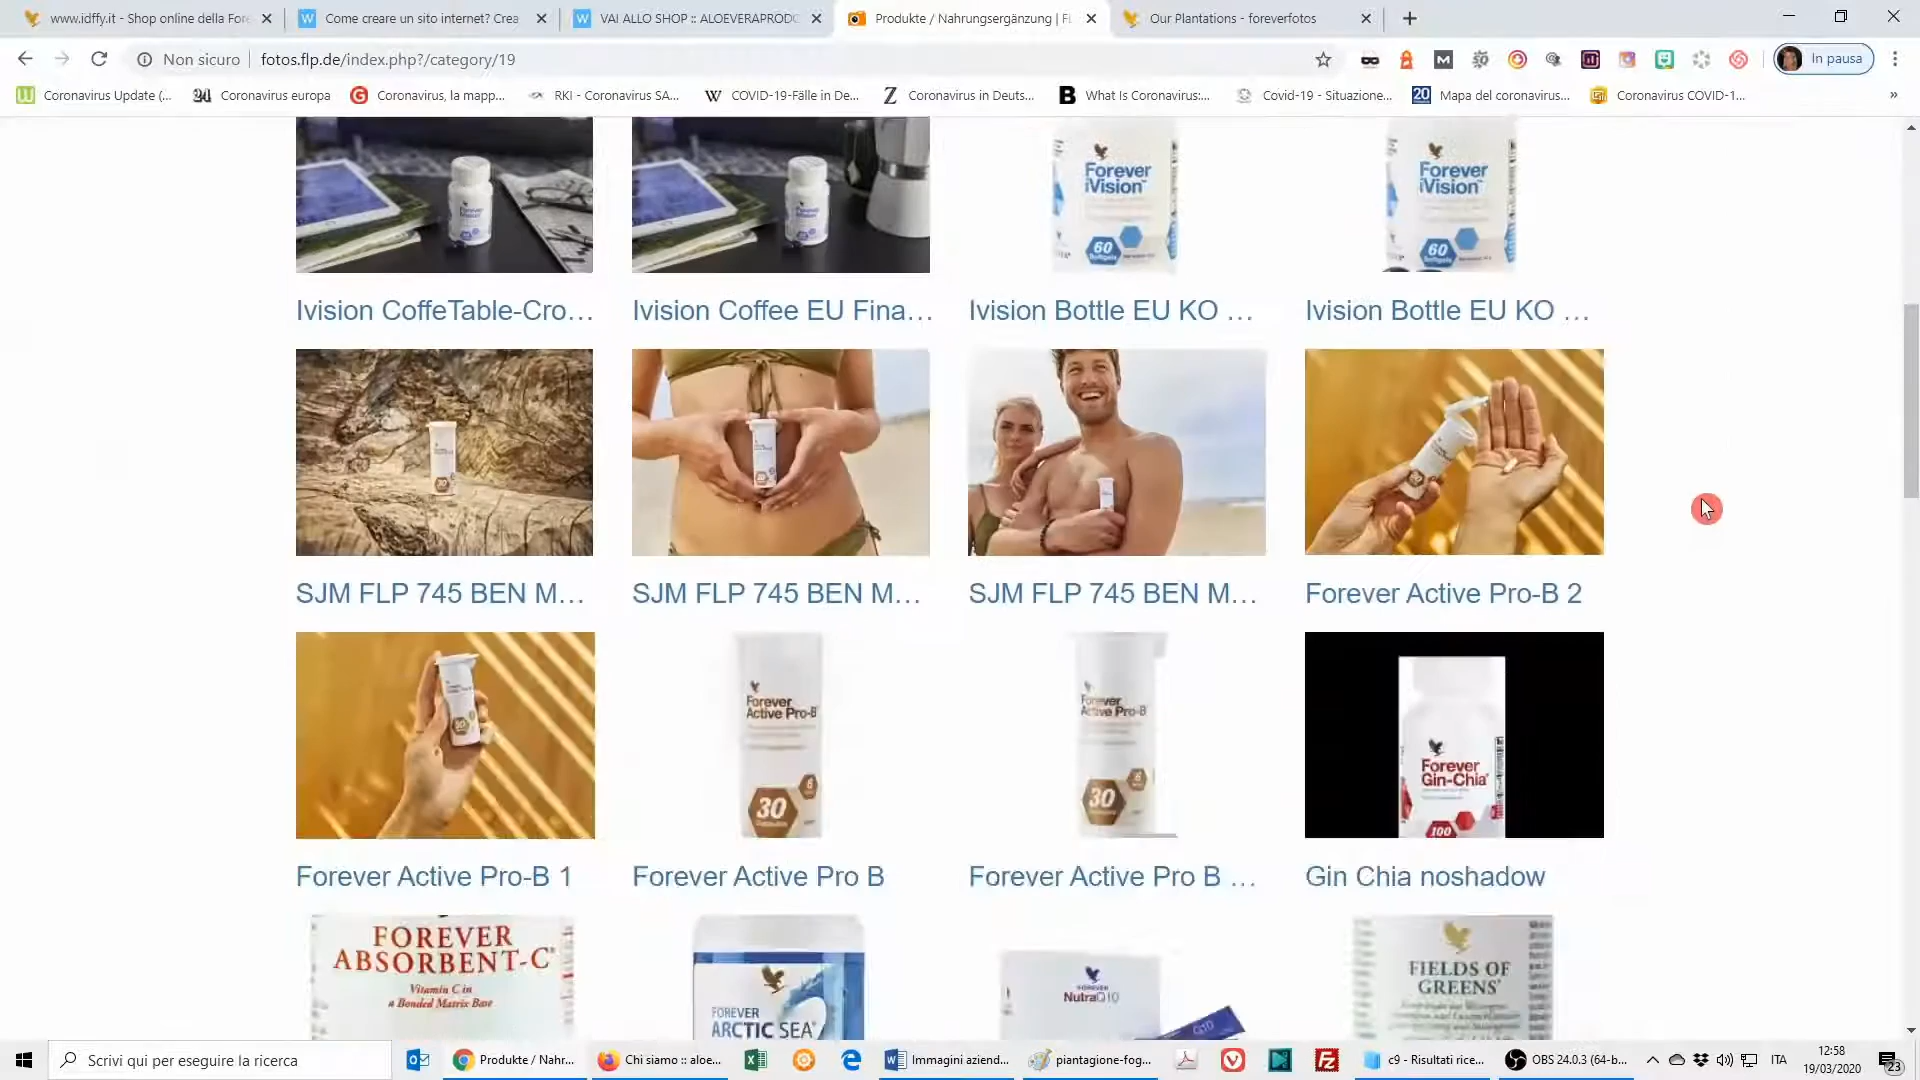 www.idffy.it - Shop online della Fore
Come creare un sito internet? Crea
VAI ALLO SHOP :: ALOEVERAPRODO
Produkte / Nahrungsergänzung | FL
Our Plantations - foreverfotos
Non sicuro
fotos.flp.de/index.php?/category/19
In pausa
Coronavirus Update (...
Coronavirus europa
Coronavirus, la mapp...
RKI - Coronavirus SA...
COVID-19-Fälle in De...
Coronavirus in Deuts...
What Is Coronavirus:...
Covid-19 - Situazione...
Mapa del coronavirus...
Coronavirus COVID-1...
Forever
iVision
60
Softgels
Forever
iVision
60
Softgels
Ivision CoffeTable-Cro...
Ivision Coffee EU Fina...
Ivision Bottle EU KO ...
Ivision Bottle EU KO ...
SJM FLP 745 BEN M...
SJM FLP 745 BEN M...
SJM FLP 745 BEN M...
Forever Active Pro-B 2
Forever
Active Pro-B
30
Forever
Active Pro-B
30
Forever
Gin-Chia
100
Forever Active Pro-B 1
Forever Active Pro B
Forever Active Pro B ...
Gin Chia noshadow
FOREVER
ABSORBENT-C
Vitamin C in
a Bonded Matrix Base
FOREVER
ARCTIC SEA
FOREVER
NutraQ10
Q10
FIELDS OF
GREENS
Scrivi qui per eseguire la ricerca
Produkte / Nahr...
Chi siamo :: aloe...
Immagini aziend...
piantagione-fog...
c9 - Risultati rice...
OBS 24.0.3 (64-b...
ITA
12:58
19/03/2020
23